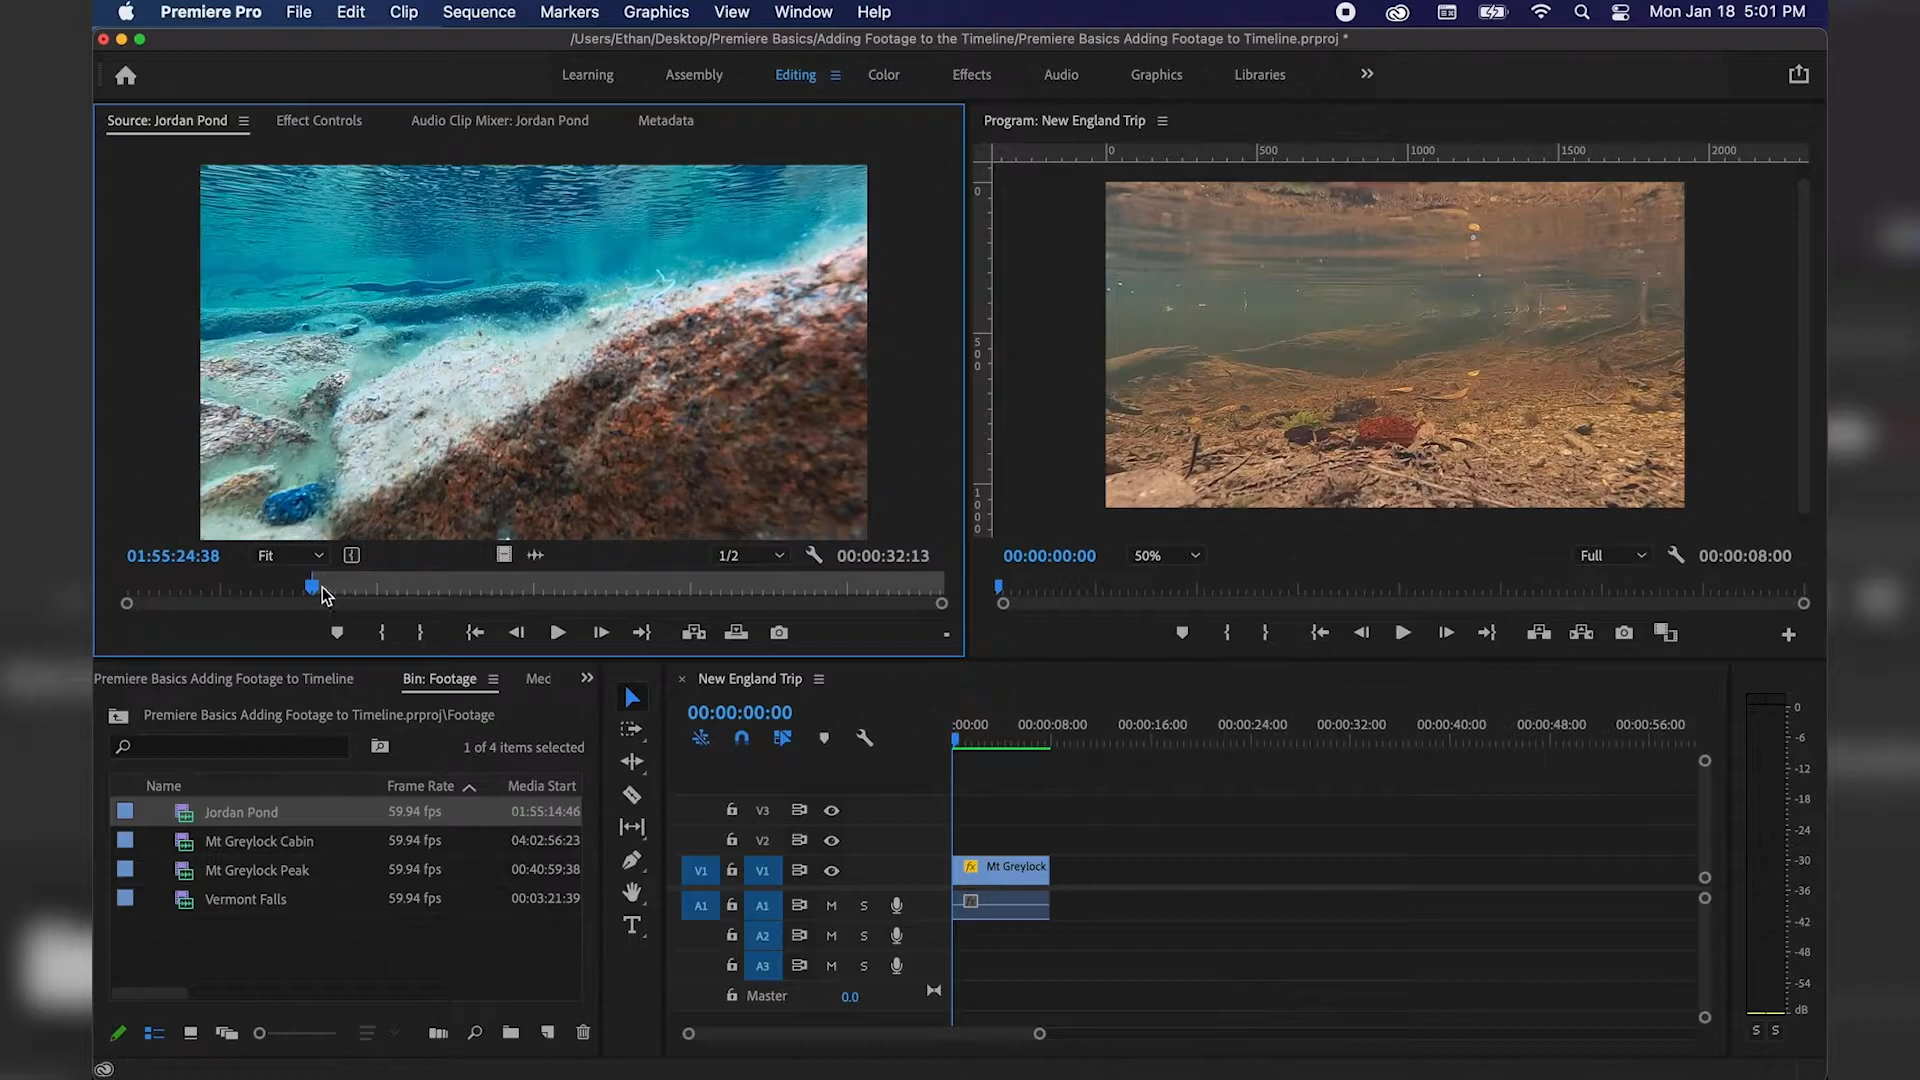 Premiere Pro File Edit Clip Sequence Markers Graphics View Window Help Mon Jan 18 5:01 PM
/Users/Ethan/Desktop/Premiere Basics/Adding Footage to the Timeline/Premiere Basics Adding Footage to Timeline.prproj *
Learning Assembly Editing Color Effects Audio Graphics Libraries
Source: Jordan Pond Effect Controls Audio Clip Mixer: Jordan Pond Metadata
Program: New England Trip
0 500 1000 1500 2000
0
500
1000
01:55:24:38 Fit 1/2 00:00:32:13
00:00:00:00 50% Full 00:00:08:00
Premiere Basics Adding Footage to Timeline Bin: Footage Med
New England Trip
Premiere Basics Adding Footage to Timeline.prproj\Footage
00:00:00:00
:00:00 00:00:08:00 00:00:16:00 00:00:24:00 00:00:32:00 00:00:40:00 00:00:48:00 00:00:56:00
1 of 4 items selected
Name Frame Rate Media Start
Jordan Pond 59.94 fps 01:55:14:46
Mt Greylock Cabin 59.94 fps 04:02:56:23
Mt Greylock Peak 59.94 fps 00:40:59:38
Vermont Falls 59.94 fps 00:03:21:39
V3
V2
V1 V1 fx Mt Greylock
A1 A1 M S fx
A2 M S
A3 M S
Master 0.0
0
-6
-12
-18
-24
-30
-36
-42
-48
-54
dB
S S